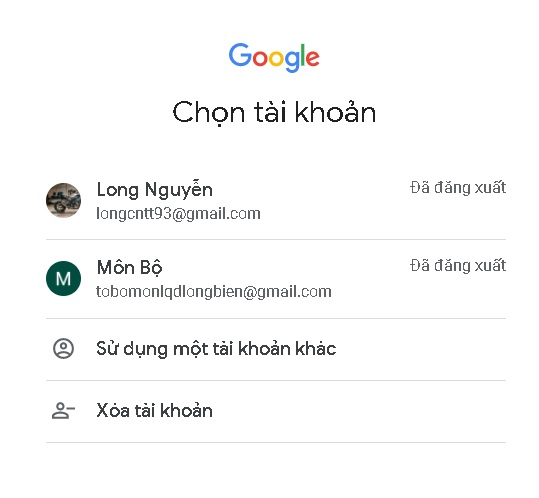 Google
Chọn tài khoản
Long Nguyễn
Đã đăng xuất
longcntt93@gmail.com
M
Môn Bộ
Đã đăng xuất
tobomonlqdlongbien@gmail.com
Sử dụng một tài khoản khác
Xóa tài khoản